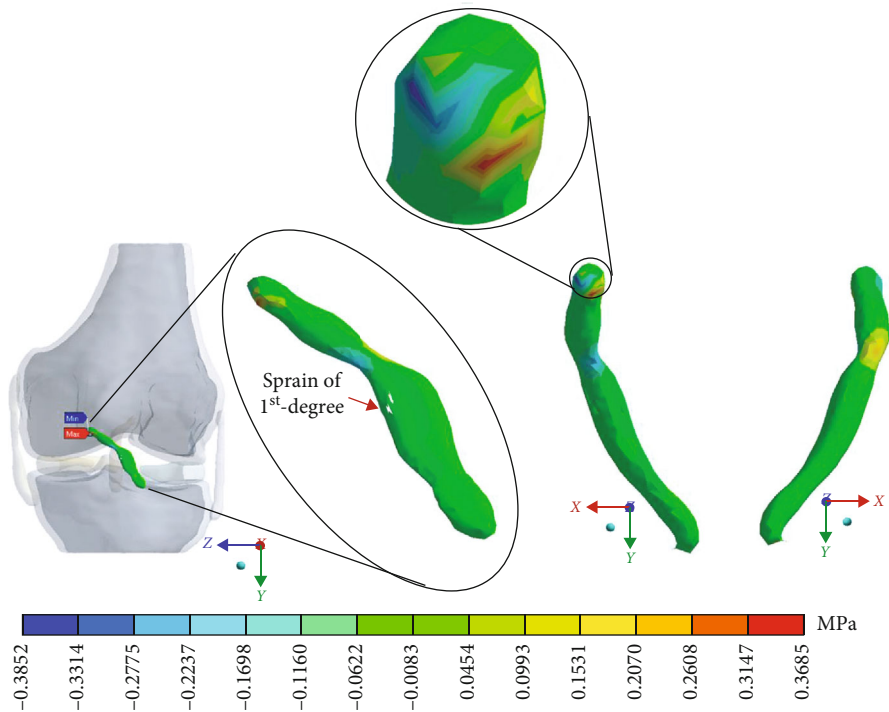 Min
Max
Sprain of
1st-degree
Z
X
Y
X
Z
Y
Z
X
Y
MPa
−0.3852
−0.3314
−0.2775
−0.2237
−0.1698
−0.1160
−0.0622
−0.0083
0.0454
0.0993
0.1531
0.2070
0.2608
0.3147
0.3685